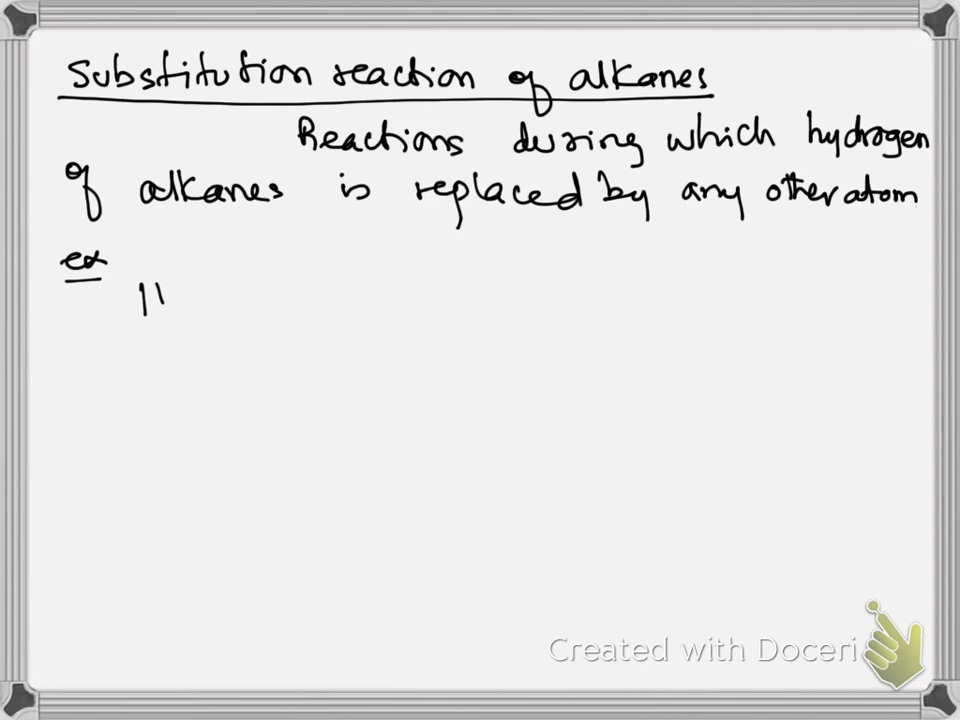 Substitution reaction of alkanes
Reactions during which hydrogen
of alkanes is replaced by any other atom
ex
Created with Doceri